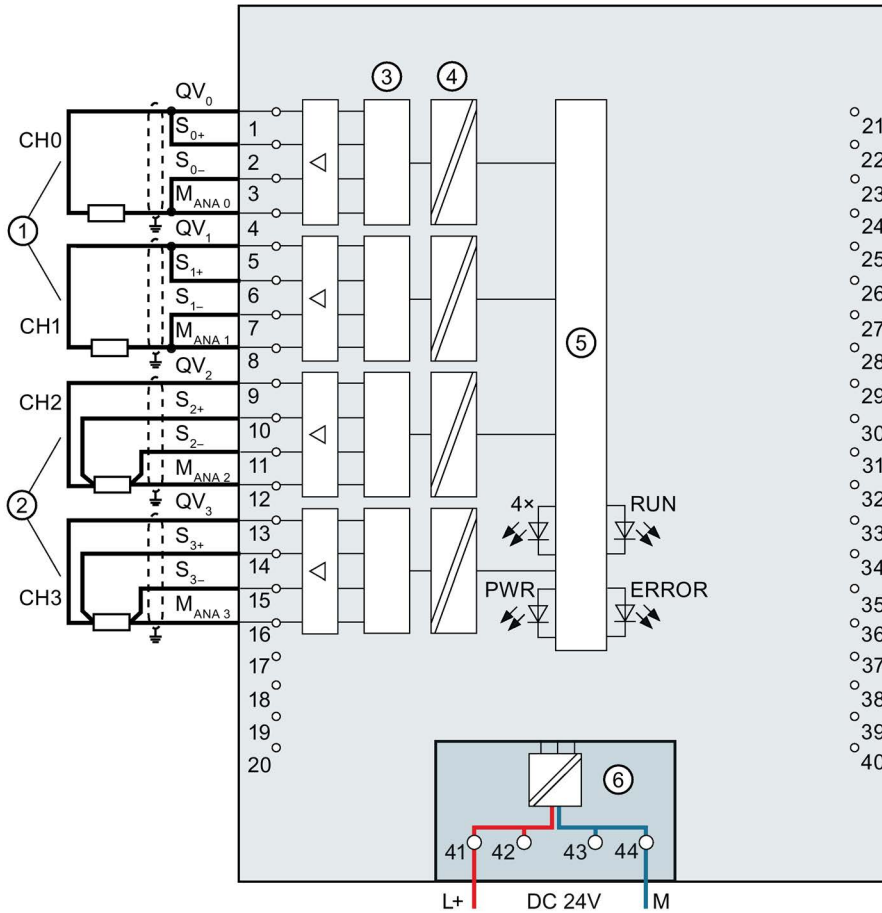 ③ ④
QV0
S0+
S0–
MANA 0
CH0
①
QV1
S1+
S1–
MANA 1
CH1
QV2
S2+
S2–
MANA 2
CH2
②
QV3
S3+
S3–
MANA 3
CH3
1
2
3
4
5
6
7
8
9
10
11
12
13
14
15
16
17
18
19
20
⑤
4× RUN
PWR ERROR
21
22
23
24
25
26
27
28
29
30
31
32
33
34
35
36
37
38
39
40
⑥
41 42 43 44
L+ DC 24V M